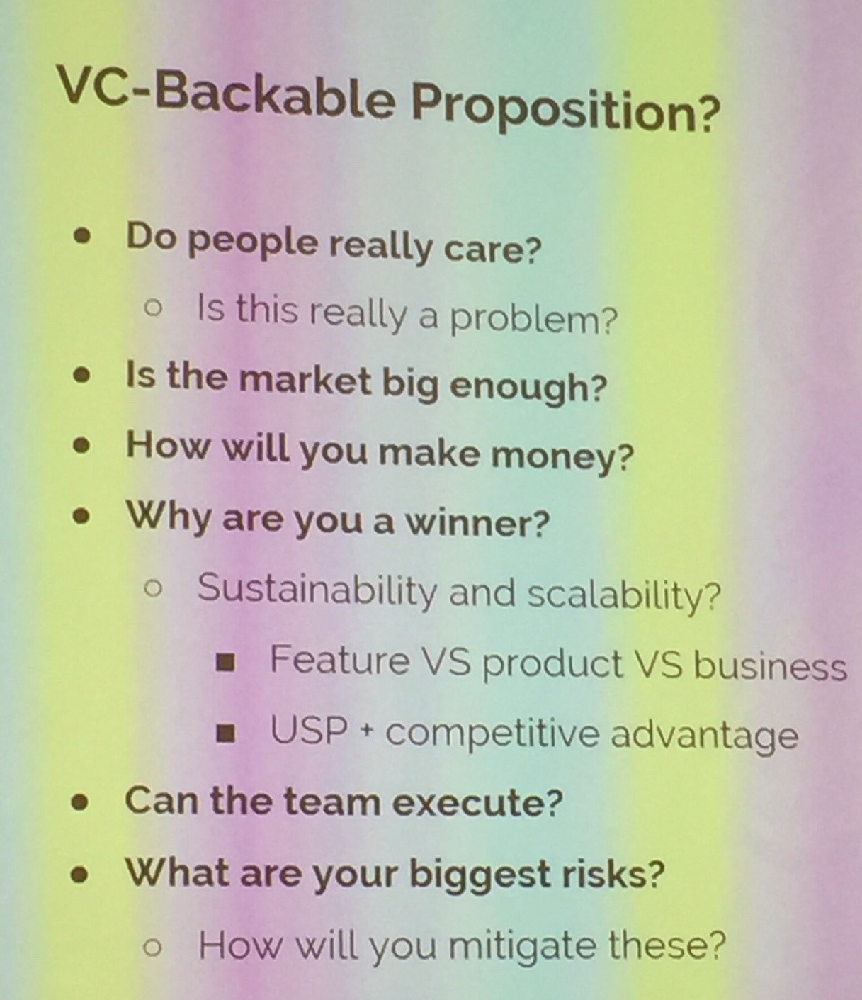 VC-Backable Proposition?
● Do people really care?
○ Is this really a problem?
● Is the market big enough?
● How will you make money?
● Why are you a winner?
○ Sustainability and scalability?
■ Feature VS product VS business
■ USP + competitive advantage
● Can the team execute?
● What are your biggest risks?
○ How will you mitigate these?